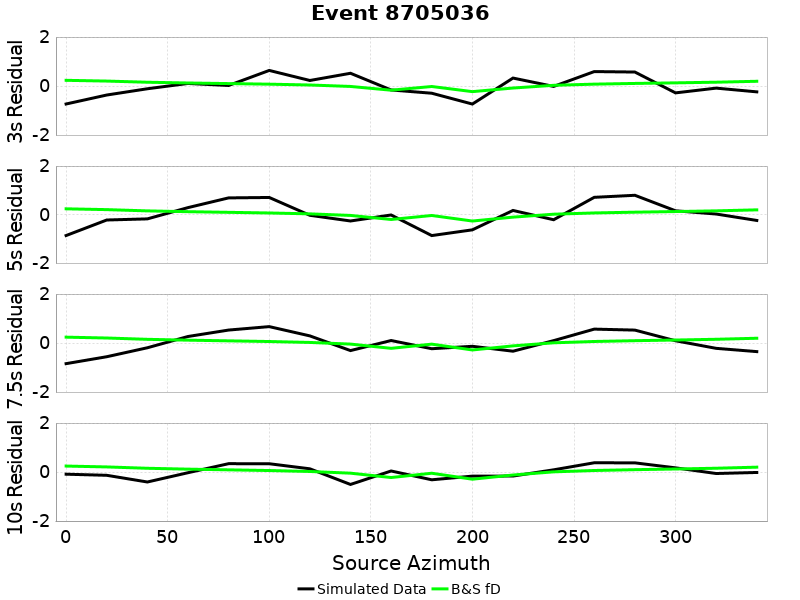 Event 8705036
3s Residual
2
0
-2
5s Residual
2
0
-2
7.5s Residual
2
0
-2
10s Residual
2
0
-2
0 50 100 150 200 250 300
Source Azimuth
Simulated Data B&S fD